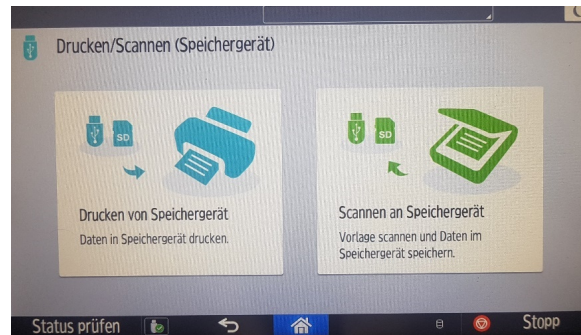 Drucken/Scannen (Speichergerät)
SD
SD
Drucken von Speichergerät
Daten in Speichergerät drucken.
Scannen an Speichergerät
Vorlage scannen und Daten im
Speichergerät speichern.
Status prüfen
Stopp